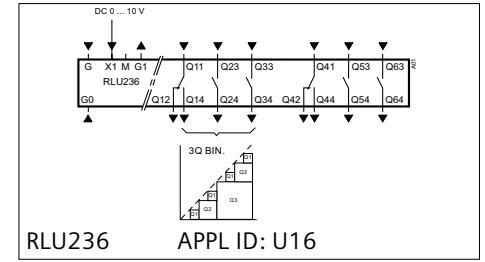 DC 0 ... 10 V
G X1 M G1 Q11 Q23 Q33 Q41 Q53 Q63
A01
RLU236
G0 Q12 Q14 Q24 Q34 Q42 Q44 Q54 Q64
3Q BIN.
Q1
Q1 Q2
Q1
Q1 Q2 Q3
RLU236 APPL ID: U16